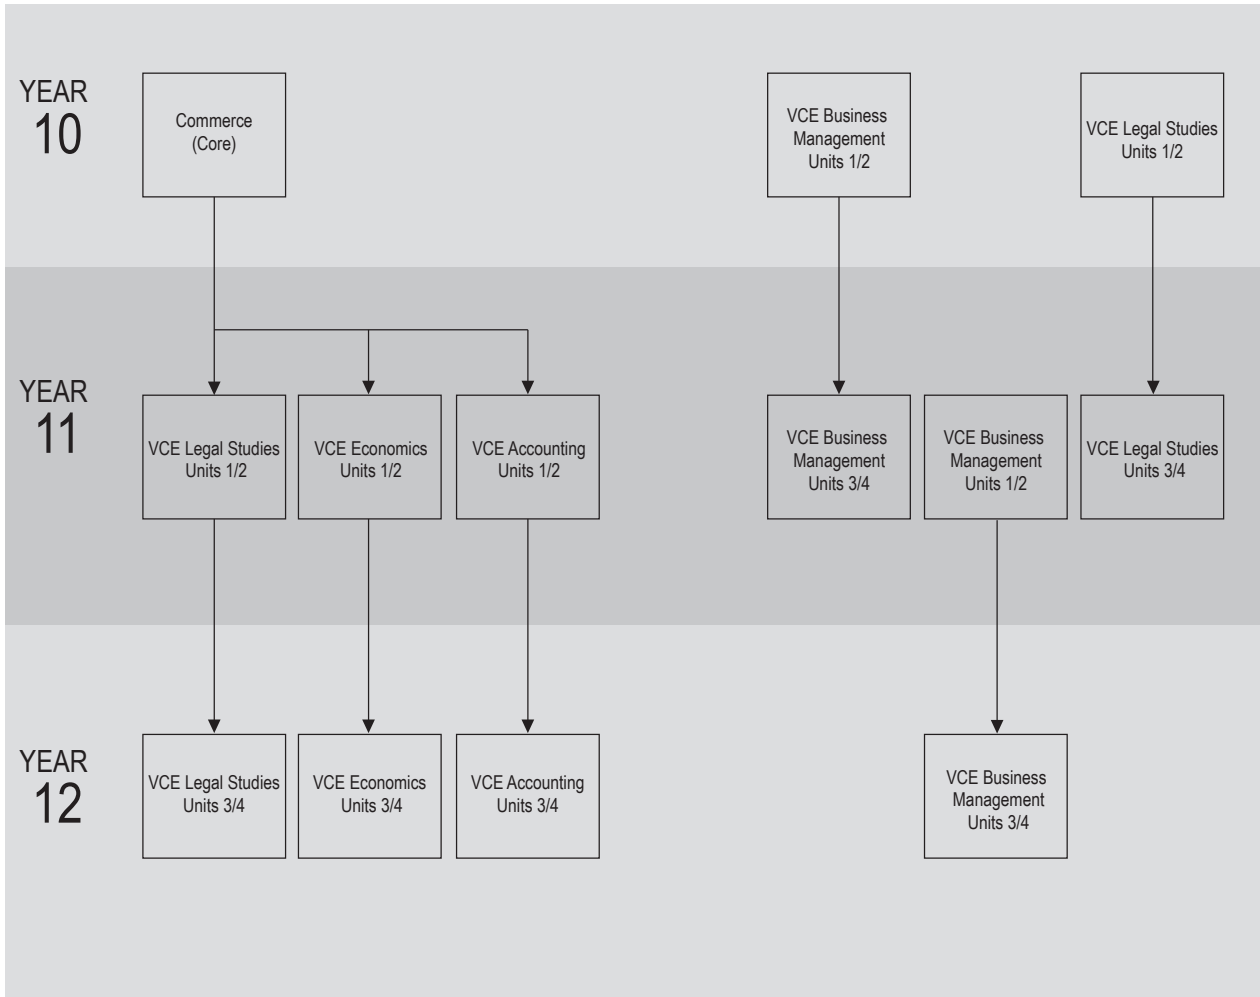 YEAR
10
Commerce
(Core)
VCE Business
Management
Units 1/2
VCE Legal Studies
Units 1/2
YEAR
11
VCE Legal Studies
Units 1/2
VCE Economics
Units 1/2
VCE Accounting
Units 1/2
VCE Business
Management
Units 3/4
VCE Business
Management
Units 1/2
VCE Legal Studies
Units 3/4
YEAR
12
VCE Legal Studies
Units 3/4
VCE Economics
Units 3/4
VCE Accounting
Units 3/4
VCE Business
Management
Units 3/4